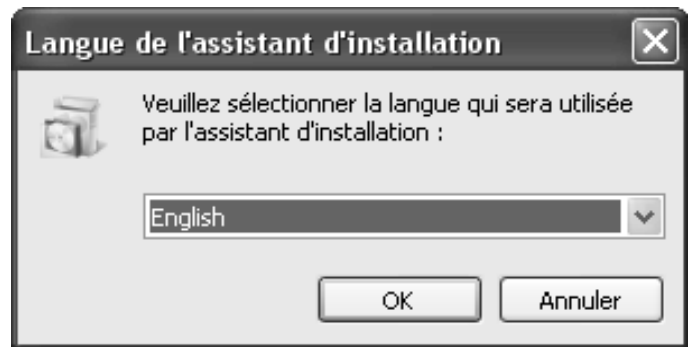 Langue de l'assistant d'installation
Veuillez sélectionner la langue qui sera utilisée
par l'assistant d'installation :
English
OK Annuler